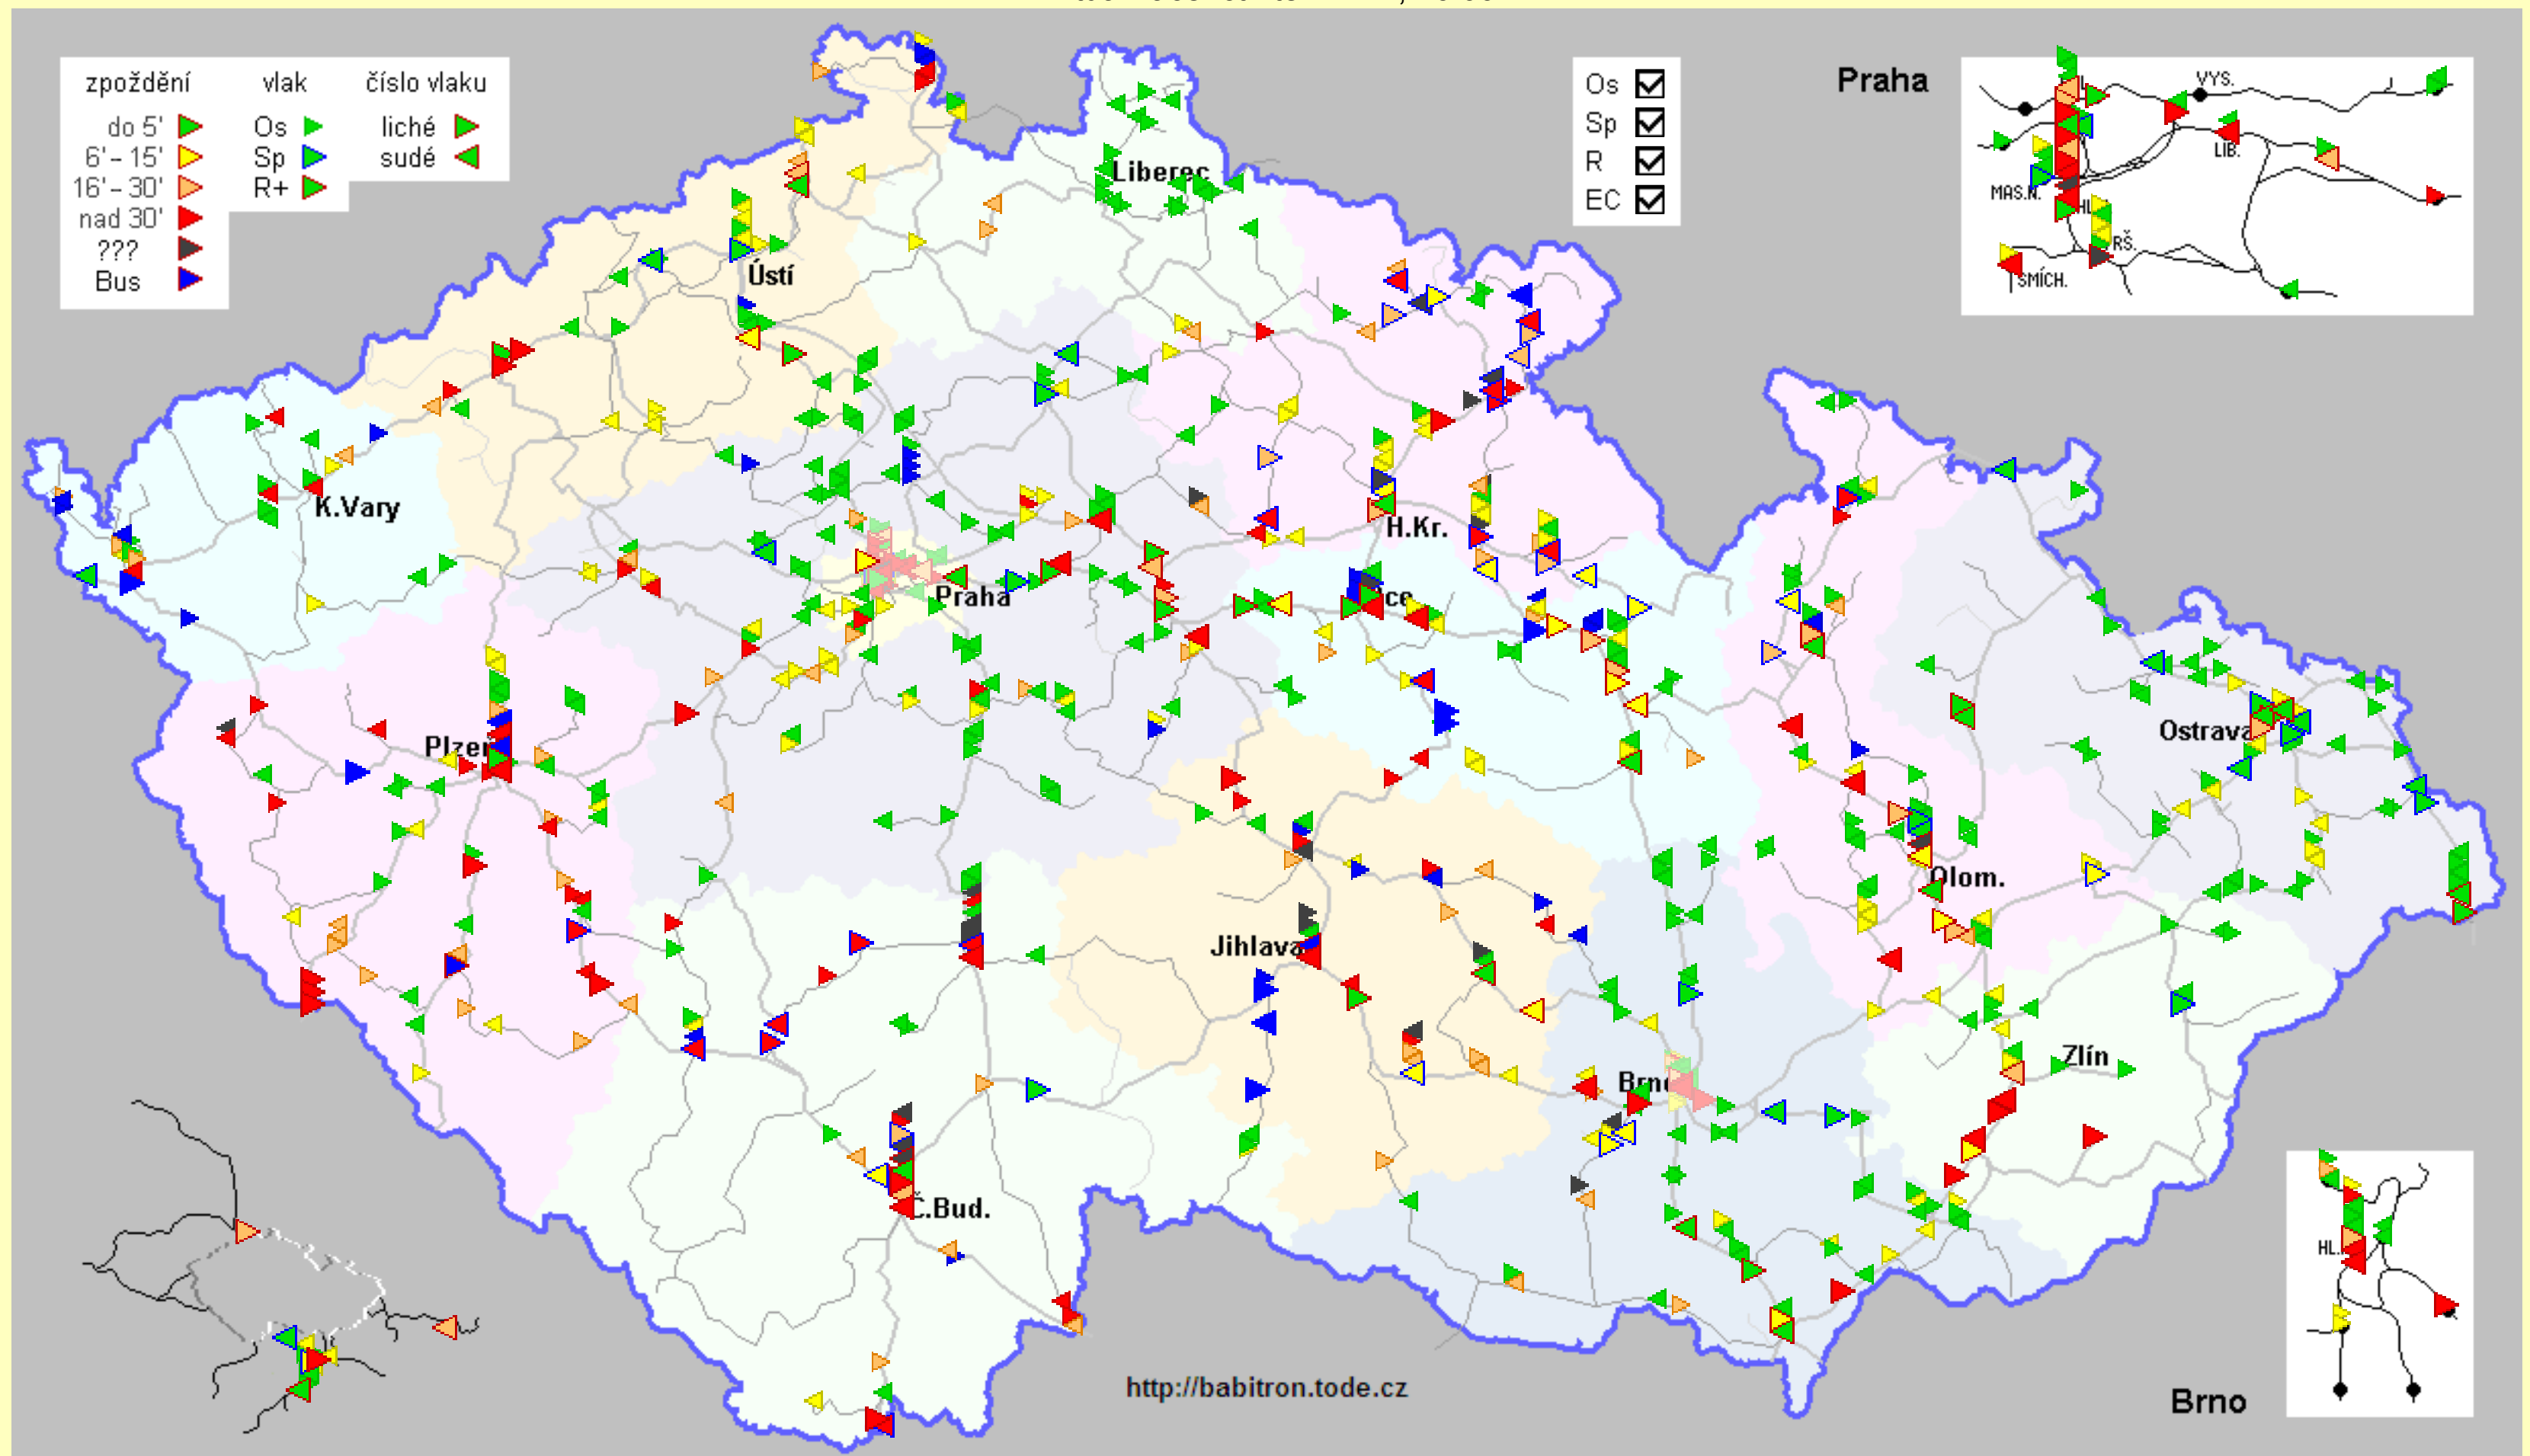 zpoždění vlak číslo vlaku
do 5' Os liché
6'-15' Sp sudé
16'-30' R+
nad 30'
???
Bus
Os
Sp
R
EC
Praha
VYS.
LIB.
MAS.N.
HL.
RŠ.
SMÍCH.
Liberec
Ústí
K.Vary
H.Kr.
Praha
Plzeň
Ostrava
Olom.
Jihlava
Zlín
Brno
Č.Bud.
HL.
http://babitron.tode.cz
Brno